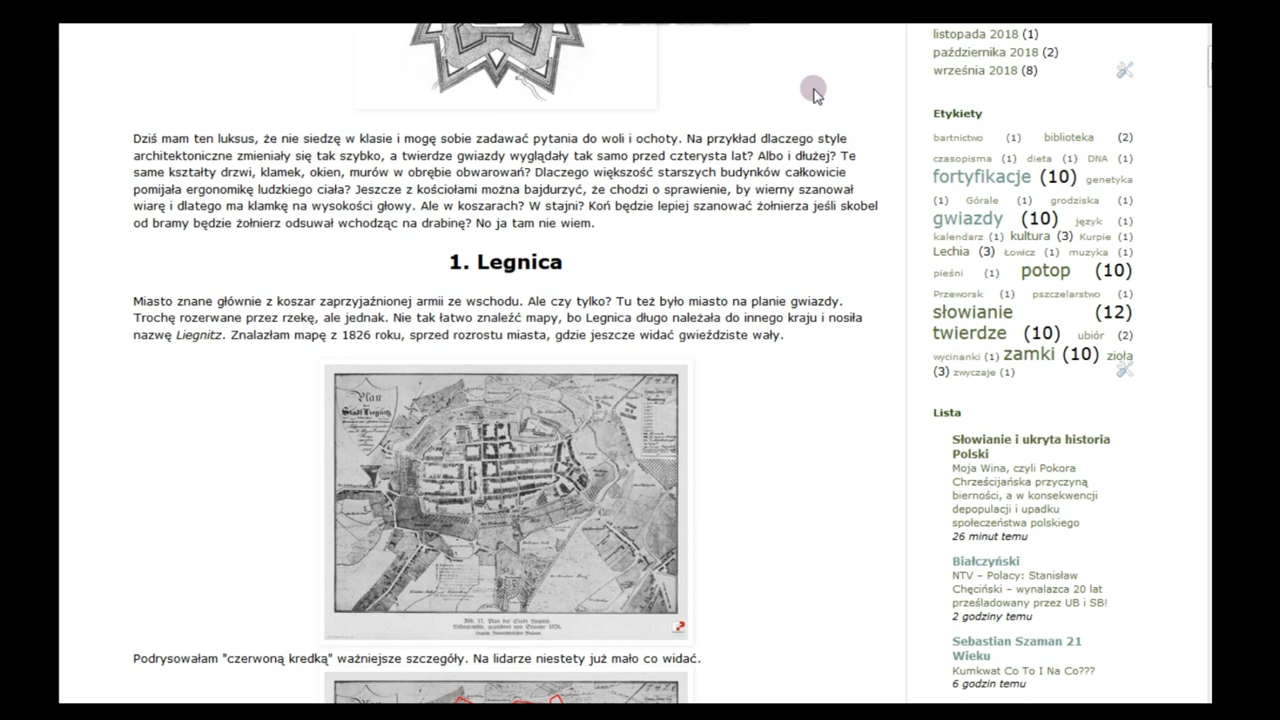 Dziś mam ten luksus, że nie siedzę w klasie i mogę sobie zadawać pytania do woli i ochoty. Na przykład dlaczego style
architektoniczne zmieniały się tak szybko, a twierdze gwiazdy wyglądały tak samo przed czterysta lat? Albo i dłużej? Te
same kształty drzwi, klamek, okien, murów w obrębie obwarowań? Dlaczego większość starszych budynków całkowicie
pomijała ergonomikę ludzkiego ciała? Jeszcze z kościołami można bajdurzyć, że chodzi o sprawienie, by wierny szanował
wiarę i dlatego ma klamkę na wysokości głowy. Ale w koszarach? W stajni? Koń będzie lepiej szanować żołnierza jeśli skobel
od bramy będzie żołnierz odsuwał wchodząc na drabinę? No ja tam nie wiem.
1. Legnica
Miasto znane głównie z koszar zaprzyjaźnionej armii ze wschodu. Ale czy tylko? Tu też było miasto na planie gwiazdy.
Trochę rozerwane przez rzekę, ale jednak. Nie tak łatwo znaleźć mapy, bo Legnica długo należała do innego kraju i nosiła
nazwę Liegnitz. Znalazłam mapę z 1826 roku, sprzed rozrostu miasta, gdzie jeszcze widać gwieździste wały.
Plan
Stadt Liegnitz
Abb. 11. Plan der Stadt Liegnitz.
Podrysowałam "czerwoną kredką" ważniejsze szczegóły. Na lidarze niestety już mało co widać.
listopada 2018 (1)
października 2018 (2)
września 2018 (8)
Etykiety
bartnictwo (1) biblioteka (2)
czasopisma (1) dieta (1) DNA (1)
fortyfikacje (10) genetyka
(1) Górale (1) grodziska (1)
gwiazdy (10) język (1)
kalendarz (1) kultura (3) Kurpie (1)
Lechia (3) Łowicz (1) muzyka (1)
pieśni (1) potop (10)
Przeworsk (1) pszczelarstwo (1)
słowianie (12)
twierdze (10) ubiór (2)
wycinanki (1) zamki (10) zioła
(3) zwyczaje (1)
Lista
Słowianie i ukryta historia
Polski
Moja Wina, czyli Pokora
Chrześcijańska przyczyną
bierności, a w konsekwencji
depopulacji i upadku
społeczeństwa polskiego
26 minut temu
Białczyński
NTV – Polacy: Stanisław
Chęciński – wynalazca 20 lat
prześladowany przez UB i SB!
2 godziny temu
Sebastian Szaman 21
Wieku
Kumkwat Co To I Na Co???
6 godzin temu